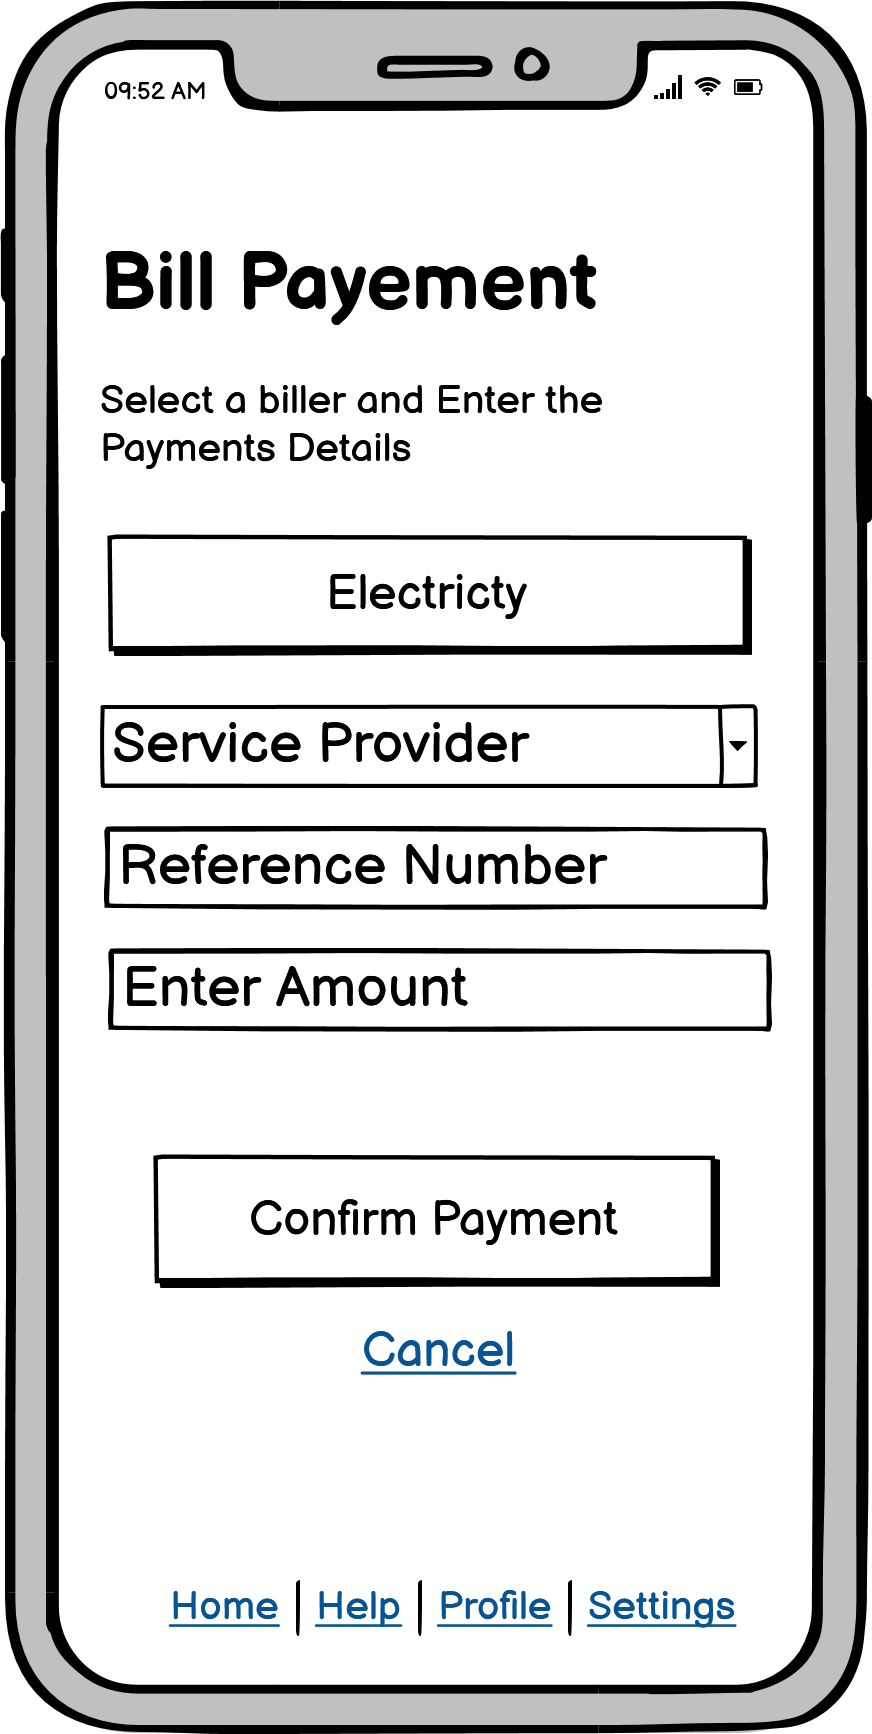 09:52 AM
Bill Payement
Select a biller and Enter the
Payments Details
Electricty
Service Provider
Reference Number
Enter Amount
Confirm Payment
Cancel
Home | Help | Profile | Settings